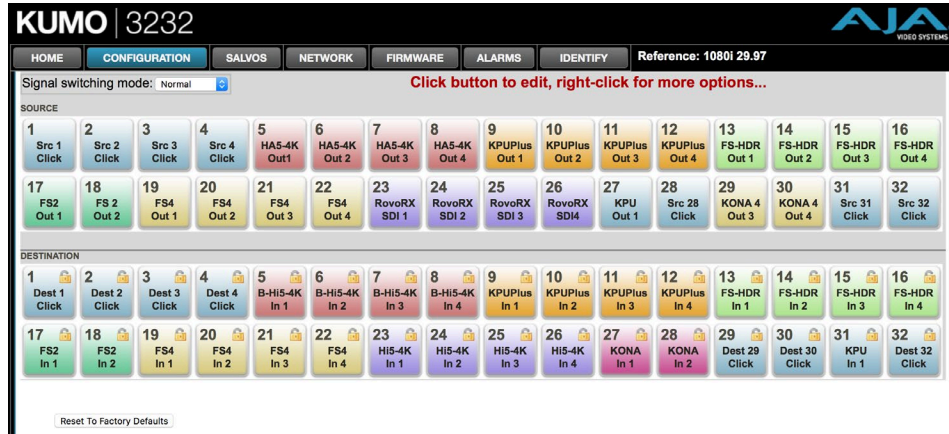 KUMO | 3232
AJA
VIDEO SYSTEMS
HOME CONFIGURATION SALVOS NETWORK FIRMWARE ALARMS IDENTIFY Reference: 1080i 29.97
Signal switching mode: Normal
Click button to edit, right-click for more options...
SOURCE
1 2 3 4 5 6 7 8 9 10 11 12 13 14 15 16
Src 1 Src 2 Src 3 Src 4 HA5-4K HA5-4K HA5-4K HA5-4K KPUPlus KPUPlus KPUPlus KPUPlus FS-HDR FS-HDR FS-HDR FS-HDR
Click Click Click Click Out1 Out 2 Out 3 Out 4 Out 1 Out 2 Out 3 Out 4 Out 1 Out 2 Out 3 Out 4
17 18 19 20 21 22 23 24 25 26 27 28 29 30 31 32
FS2 FS 2 FS4 FS4 FS4 FS4 RovoRX RovoRX RovoRX RovoRX KPU Src 28 KONA 4 KONA 4 Src 31 Src 32
Out 1 Out 2 Out 1 Out 2 Out 3 Out 4 SDI 1 SDI 2 SDI 3 SDI4 Out 1 Click Out 3 Out 4 Click Click
DESTINATION
1 2 3 4 5 6 7 8 9 10 11 12 13 14 15 16
Dest 1 Dest 2 Dest 3 Dest 4 B-Hi5-4K B-Hi5-4K B-Hi5-4K B-Hi5-4K KPUPlus KPUPlus KPUPlus KPUPlus FS-HDR FS-HDR FS-HDR FS-HDR
Click Click Click Click In 1 In 2 In 3 In 4 In 1 In 2 In 3 In 4 In 1 In 2 In 3 In 4
17 18 19 20 21 22 23 24 25 26 27 28 29 30 31 32
FS2 FS2 FS4 FS4 FS4 FS4 Hi5-4K Hi5-4K Hi5-4K Hi5-4K KONA KONA Dest 29 Dest 30 KPU Dest 32
In 1 In 2 In 1 In 2 In 3 In 4 In 1 In 2 In 3 In 4 In 1 In 2 Click Click In 1 Click
Reset To Factory Defaults